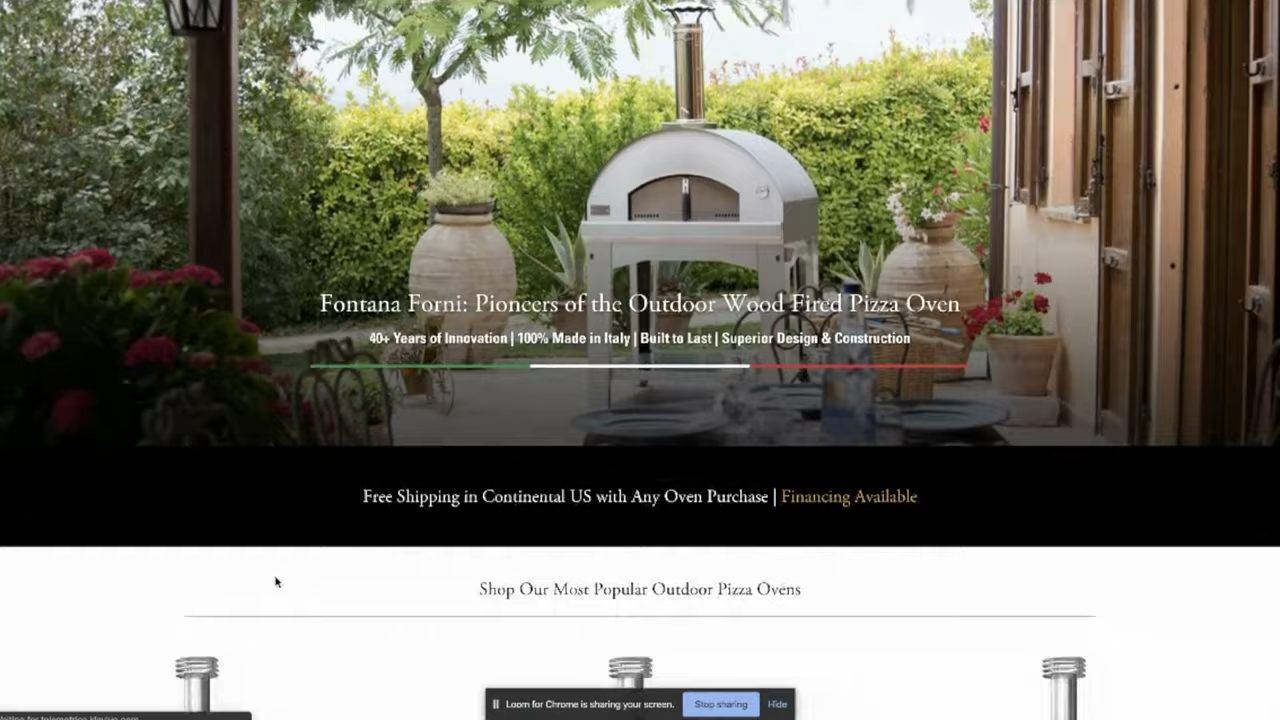 Fontana Forni: Pioneers of the Outdoor Wood Fired Pizza Oven
40+ Years of Innovation | 100% Made in Italy | Built to Last | Superior Design & Construction
Free Shipping in Continental US with Any Oven Purchase | Financing Available
Shop Our Most Popular Outdoor Pizza Ovens
Loom for Chrome is sharing your screen.
Stop sharing
Hide